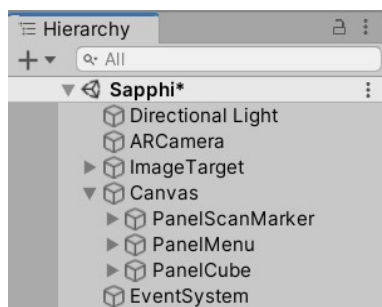 Hierarchy
All
Sapphi*
Directional Light
ARCamera
ImageTarget
Canvas
PanelScanMarker
PanelMenu
PanelCube
EventSystem